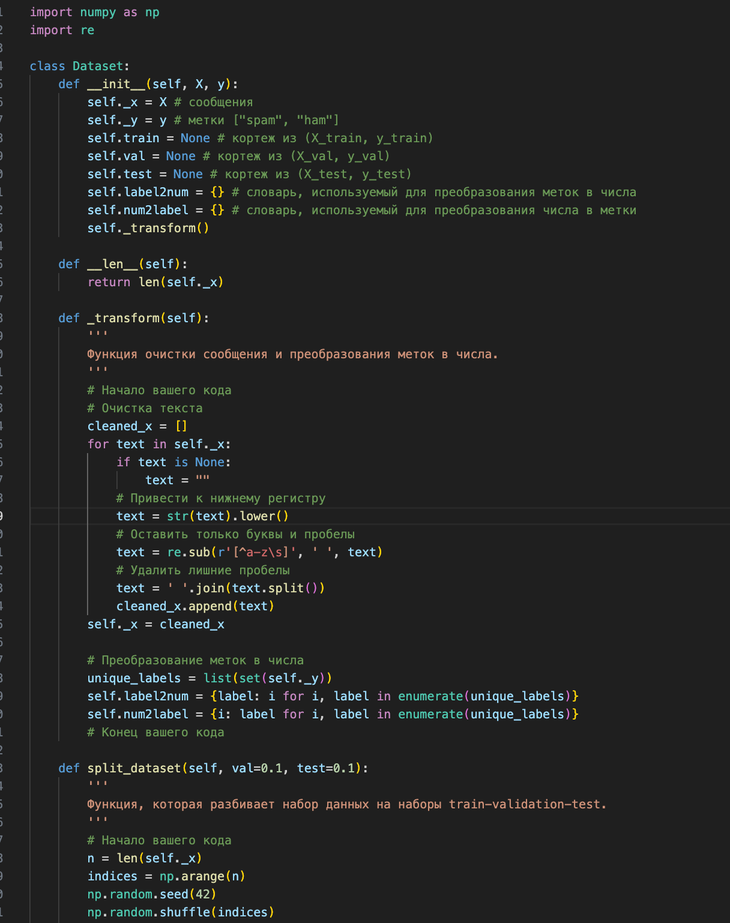 import numpy as np
import re
class Dataset:
def __init__(self, X, y):
self._x = X # сообщения
self._y = y # метки ["spam", "ham"]
self.train = None # кортеж из (X_train, y_train)
self.val = None # кортеж из (X_val, y_val)
self.test = None # кортеж из (X_test, y_test)
self.label2num = {} # словарь, используемый для преобразования меток в числа
self.num2label = {} # словарь, используемый для преобразования числа в метки
self._transform()
def __len__(self):
return len(self._x)
def _transform(self):
'''
Функция очистки сообщения и преобразования меток в числа.
'''
# Начало вашего кода
# Очистка текста
cleaned_x = []
for text in self._x:
if text is None:
text = ""
# Привести к нижнему регистру
text = str(text).lower()
# Оставить только буквы и пробелы
text = re.sub(r'[^a-z\s]', ' ', text)
# Удалить лишние пробелы
text = ' '.join(text.split())
cleaned_x.append(text)
self._x = cleaned_x
# Преобразование меток в числа
unique_labels = list(set(self._y))
self.label2num = {label: i for i, label in enumerate(unique_labels)}
self.num2label = {i: label for i, label in enumerate(unique_labels)}
# Конец вашего кода
def split_dataset(self, val=0.1, test=0.1):
'''
Функция, которая разбивает набор данных на наборы train-validation-test.
'''
# Начало вашего кода
n = len(self._x)
indices = np.arange(n)
np.random.seed(42)
np.random.shuffle(indices)